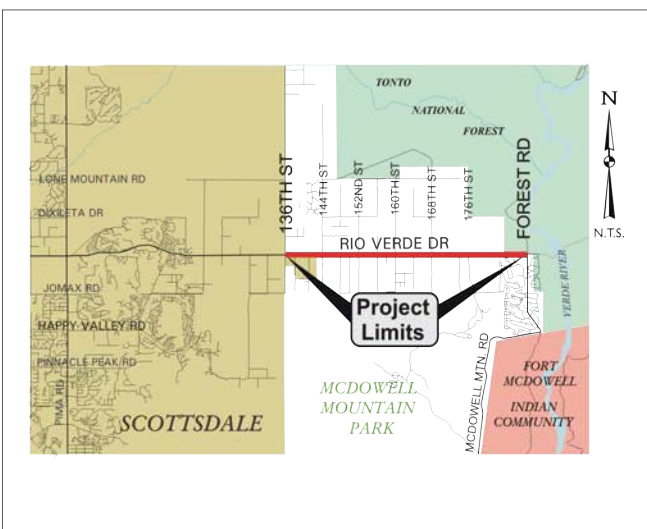 TONTO
NATIONAL
FOREST
N
N.T.S.
LONE MOUNTAIN RD
DIXILETA DR
136TH ST
144TH ST
152ND ST
160TH ST
168TH ST
176TH ST
FOREST RD
RIO VERDE DR
VERDE RIVER
JOMAX RD
HAPPY VALLEY RD
PINNACLE PEAK RD
PIMA RD
SCOTTSDALE
Project
Limits
MCDOWELL
MOUNTAIN
PARK
MCDOWELL MTN. RD
FORT
MCDOWELL
INDIAN
COMMUNITY